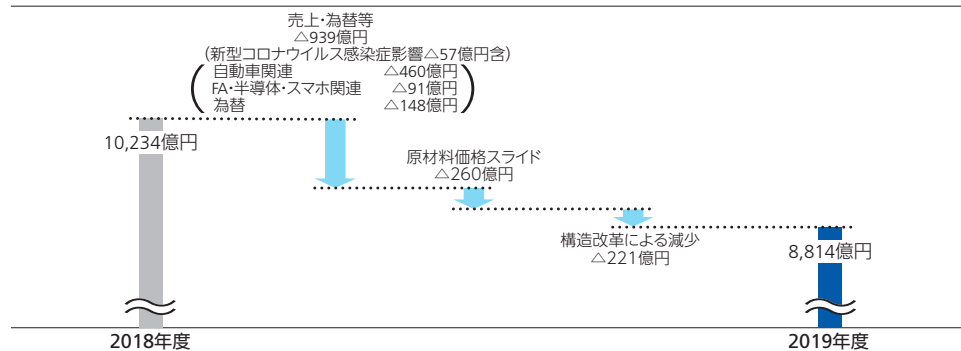 売上・為替等
△939億円
(新型コロナウイルス感染症影響△57億円含)
自動車関連 △460億円
FA・半導体・スマホ関連 △91億円
為替 △148億円
10,234億円
原材料価格スライド
△260億円
構造改革による減少
△221億円
8,814億円
2018年度
2019年度